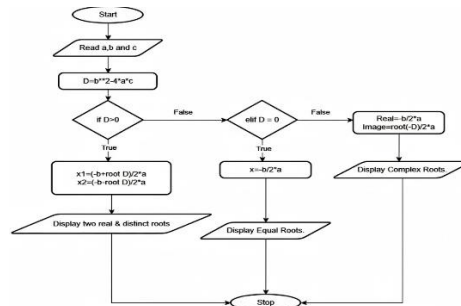 Start
Read a,b and c
D=b**2-4*a*c
if D>0
False
elif D = 0
False
Real=-b/2*a
Image=root(-D)/2*a
True
True
x1=(-b+root D)/2*a
x2=(-b-root D)/2*a
x=-b/2*a
Display Complex Roots.
Display two real & distinct roots
Display Equal Roots.
Stop